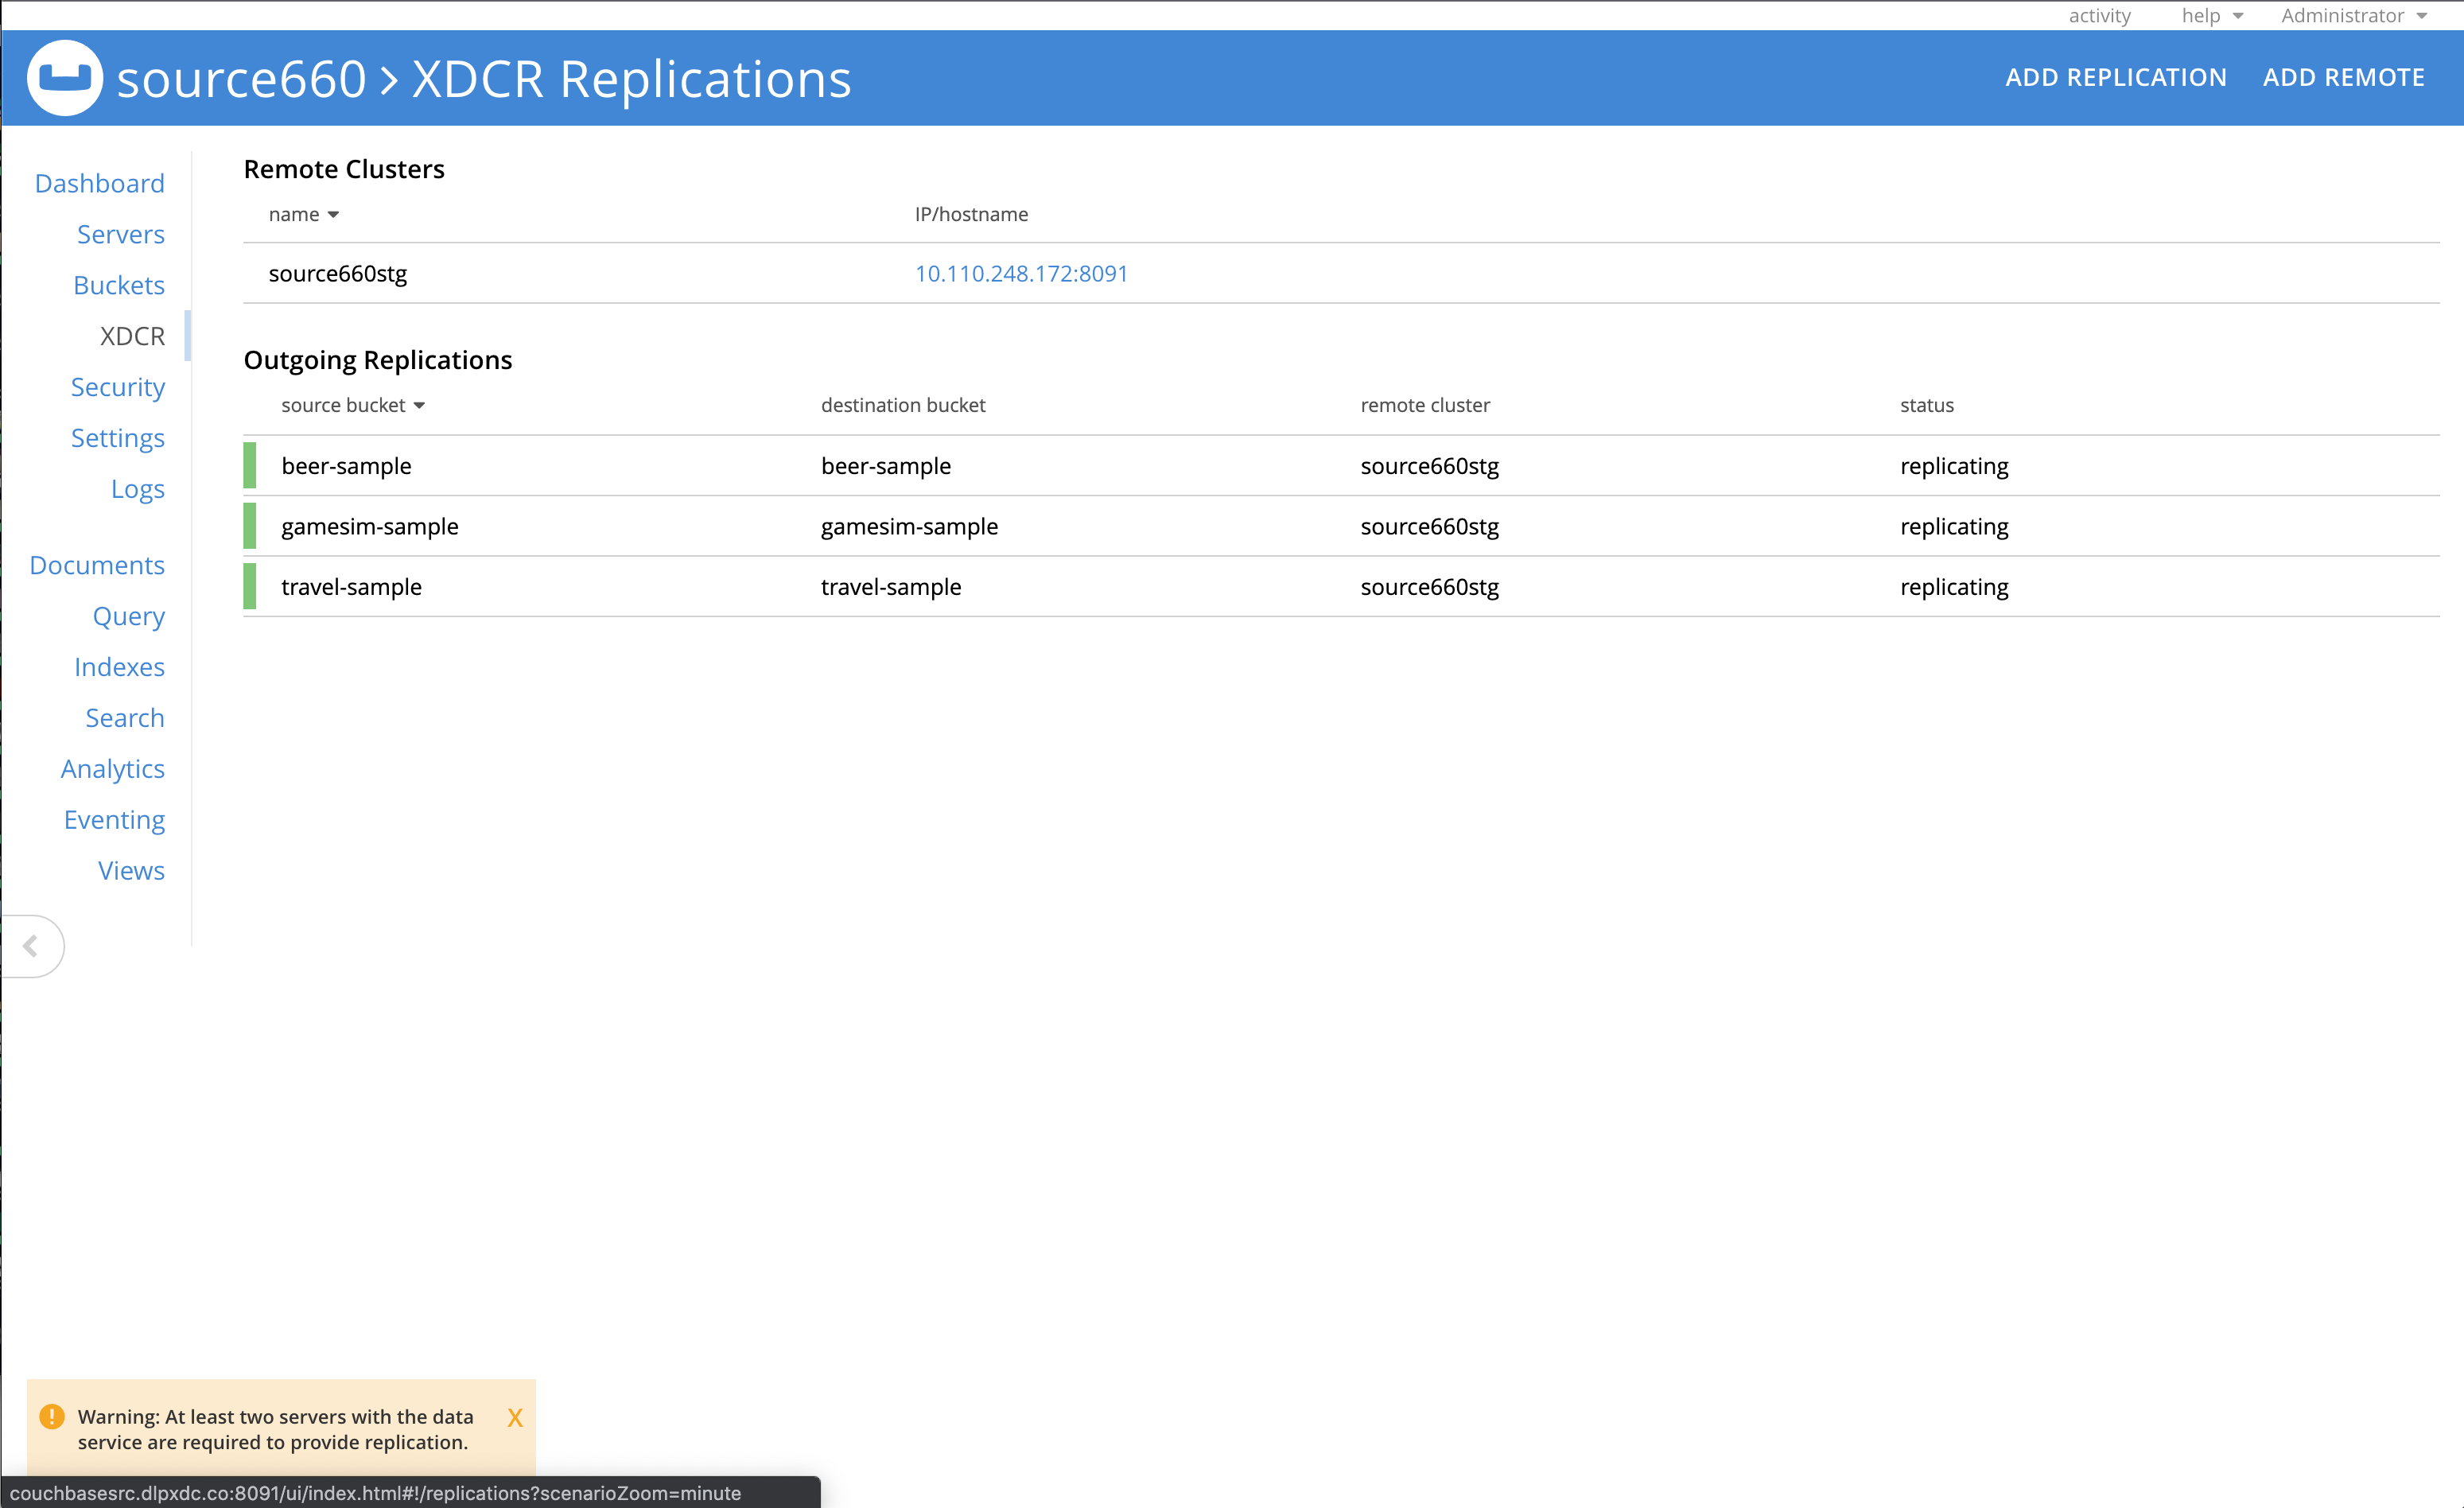 activity help Administrator
source660 > XDCR Replications ADD REPLICATION ADD REMOTE
Dashboard
Servers
Buckets
XDCR
Security
Settings
Logs
Documents
Query
Indexes
Search
Analytics
Eventing
Views
Remote Clusters
name IP/hostname
source660stg 10.110.248.172:8091
Outgoing Replications
source bucket destination bucket remote cluster status
beer-sample beer-sample source660stg replicating
gamesim-sample gamesim-sample source660stg replicating
travel-sample travel-sample source660stg replicating
Warning: At least two servers with the data X
service are required to provide replication.
couchbasesrc.dlpxdc.co:8091/ui/index.html#!/replications?scenarioZoom=minute